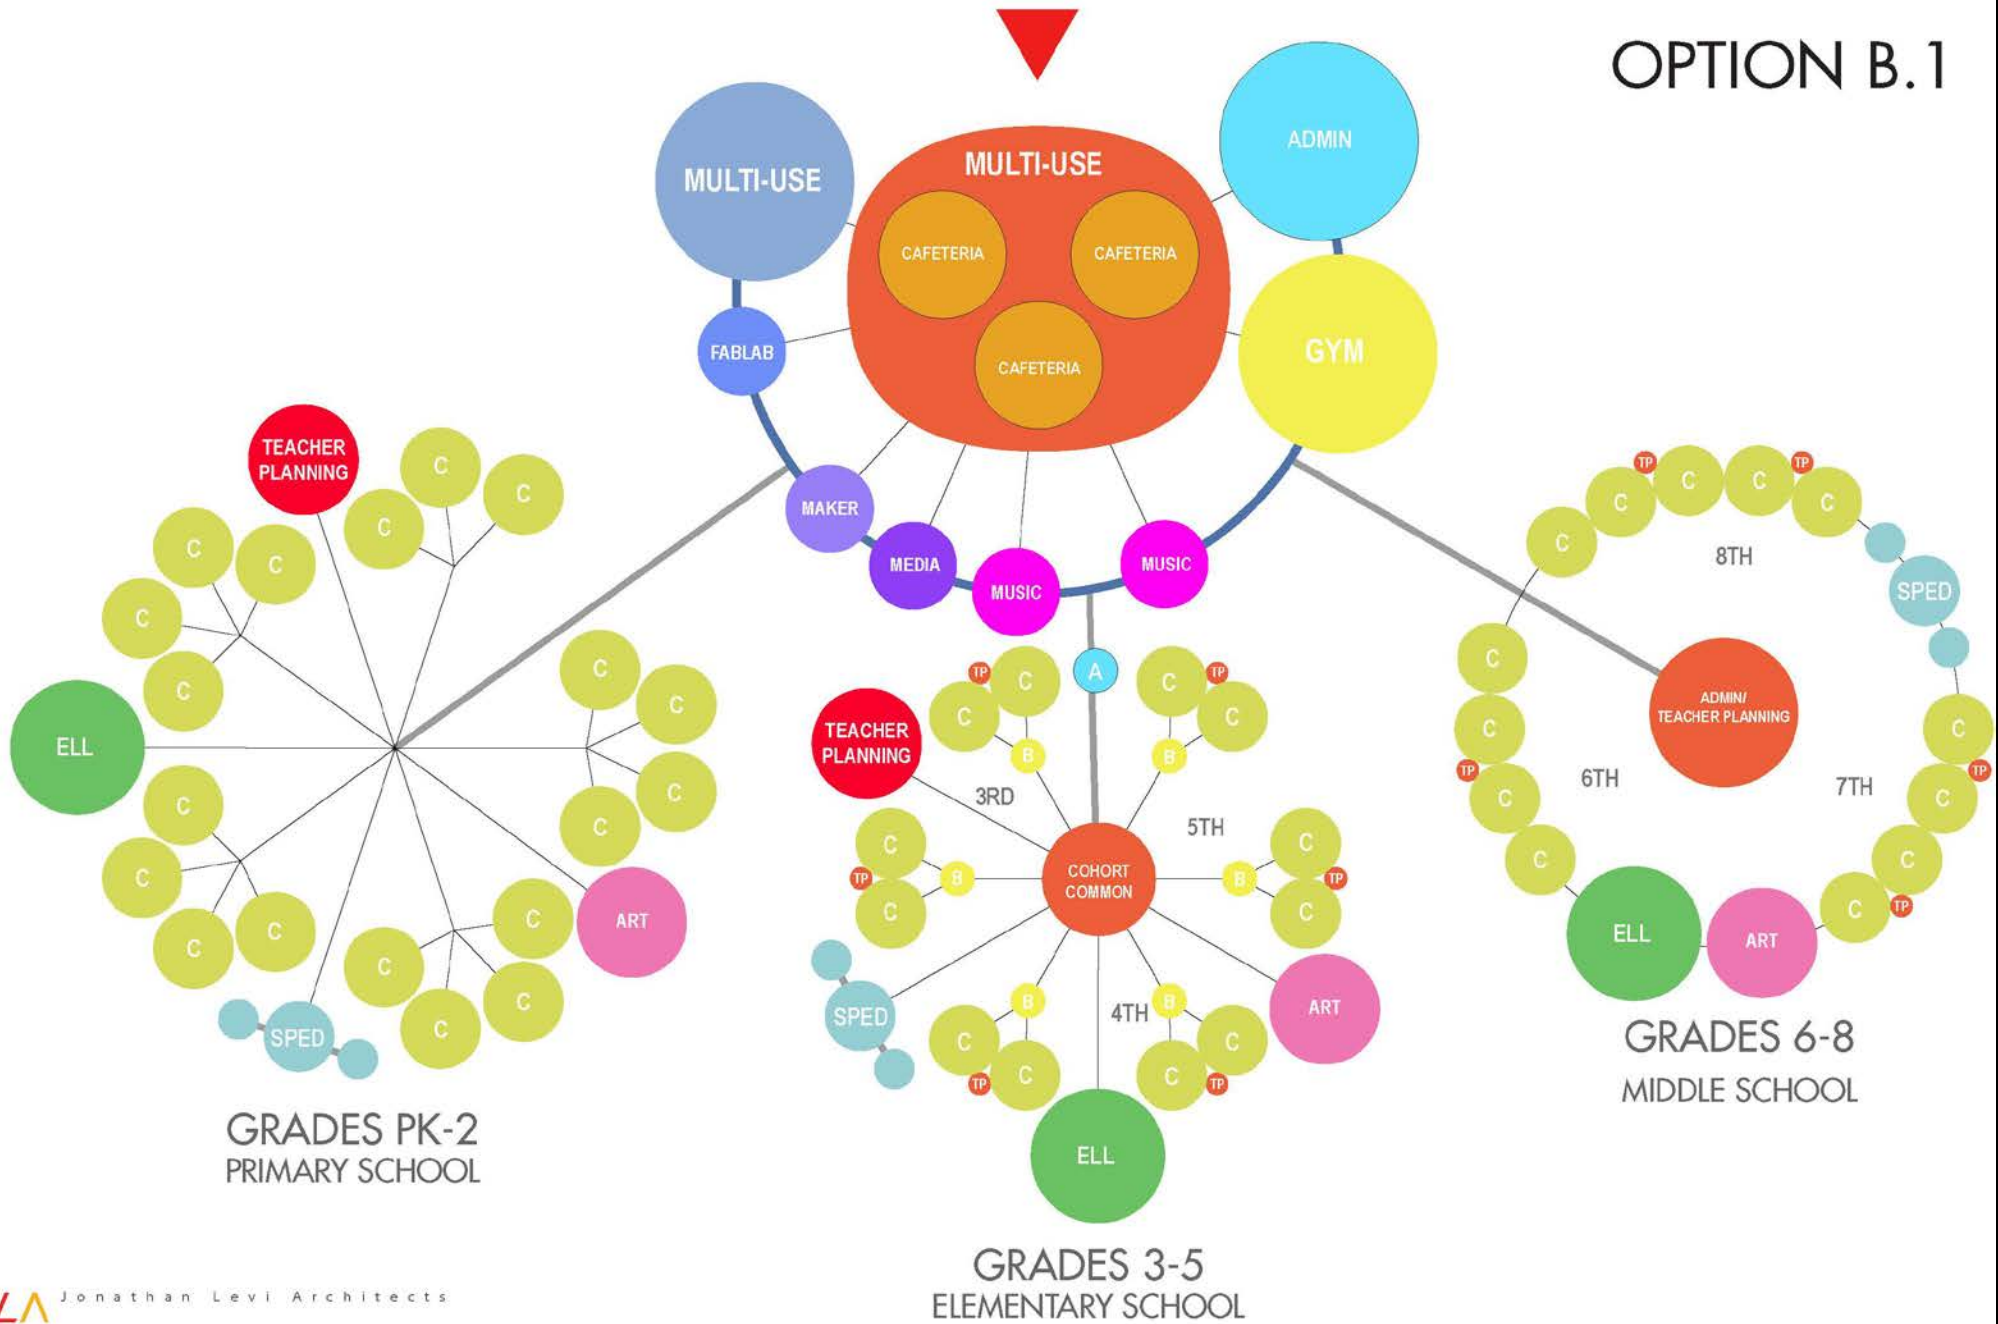 OPTION B.1
MULTI-USE
MULTI-USE
ADMIN
CAFETERIA
CAFETERIA
CAFETERIA
FABLAB
GYM
MAKER
MEDIA
MUSIC
MUSIC
TEACHER
PLANNING
C
C
C
C
C
C
C
ELL
C
C
C
C
C
C
C
C
C
C
C
C
ART
SPED
GRADES PK-2
PRIMARY SCHOOL
A
TP
C
C
B
C
TP
C
B
TEACHER
PLANNING
3RD
5TH
C
TP
C
B
COHORT
COMMON
B
C
TP
C
SPED
B
C
C
TP
4TH
B
C
C
TP
ART
ELL
GRADES 3-5
ELEMENTARY SCHOOL
TP
C
C
C
TP
C
C
8TH
SPED
C
C
TP
C
C
6TH
ADMIN/
TEACHER PLANNING
7TH
C
C
TP
C
C
TP
ELL
ART
GRADES 6-8
MIDDLE SCHOOL
LA Jonathan Levi Architects